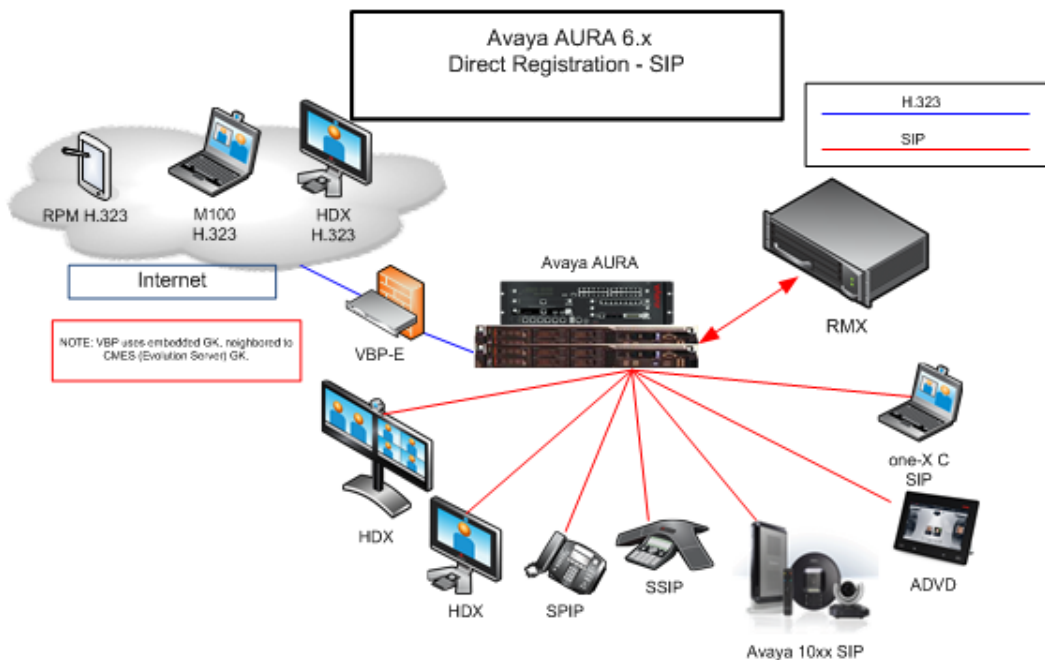 Avaya AURA 6.x
Direct Registration - SIP
H.323
SIP
RPM H.323
M100
H.323
HDX
H.323
Internet
NOTE: VBP uses embedded GK, neighbored to
CMES (Evolution Server) GK.
VBP-E
Avaya AURA
RMX
one-X C
SIP
HDX
HDX
SPIP
SSIP
Avaya 10xx SIP
ADVD